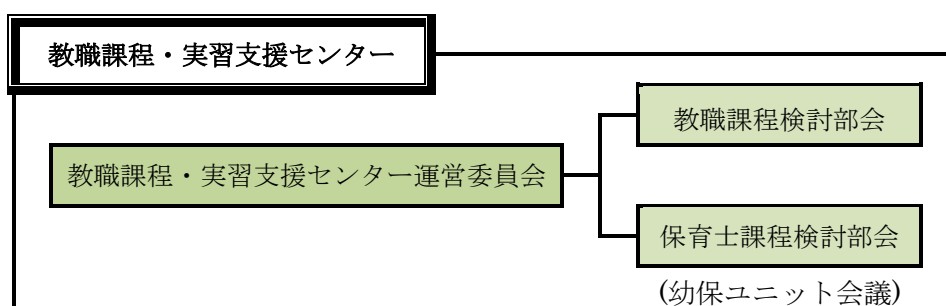 教職課程・実習支援センター
教職課程検討部会
教職課程・実習支援センター運営委員会
保育士課程検討部会
(幼保ユニット会議)